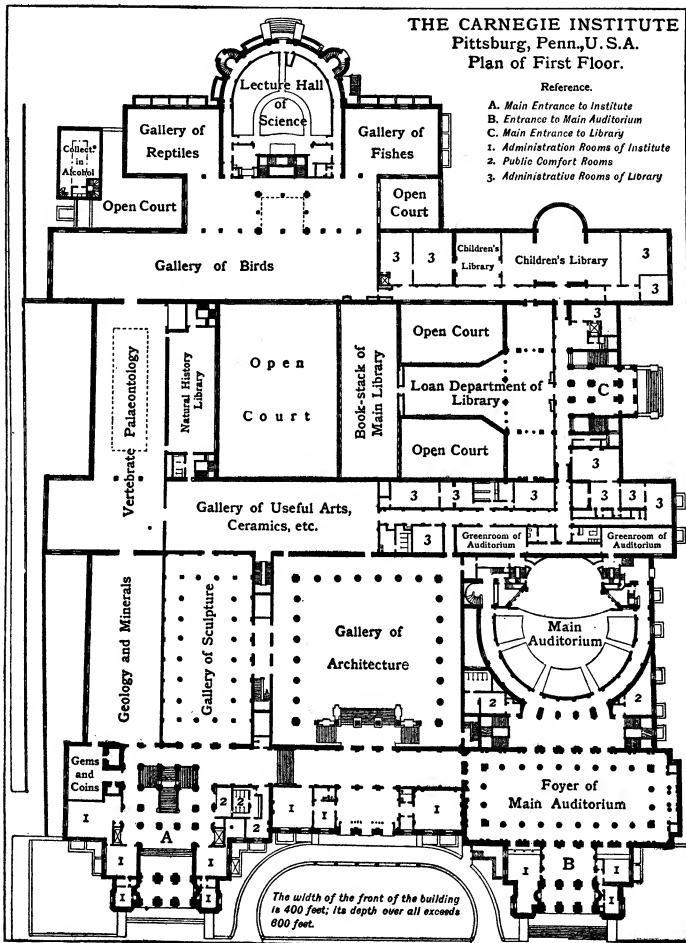 THE CARNEGIE INSTITUTE
Pittsburg, Penn., U.S.A.
Plan of First Floor.
Reference.
A. Main Entrance to Institute
B. Entrance to Main Auditorium
C. Main Entrance to Library
1. Administration Rooms of Institute
2. Public Comfort Rooms
3. Administrative Rooms of Library
Lecture Hall
of
Science
Gallery of
Reptiles
Gallery of
Fishes
Collect.
in
Alcohol
Open Court
Open
Court
Gallery of Birds
3
3
Children's
Library
Children's Library
3
3
Vertebrate Palaeontology
Natural History
Library
Open
Court
Book-stack of
Main Library
Open Court
Loan Department of
Library
Open Court
3
C
3
Gallery of Useful Arts,
Ceramics, etc.
3
3
3
3
3
3
3
Greenroom of
Auditorium
Greenroom of
Auditorium
Geology and Minerals
Gallery of Sculpture
Gallery of
Architecture
Main
Auditorium
2
2
Gems
and
Coins
1
A
2
2
2
1
1
1
1
1
1
1
Foyer of
Main Auditorium
B
1
1
1
1
The width of the front of the building
is 400 feet; its depth over all exceeds
600 feet.